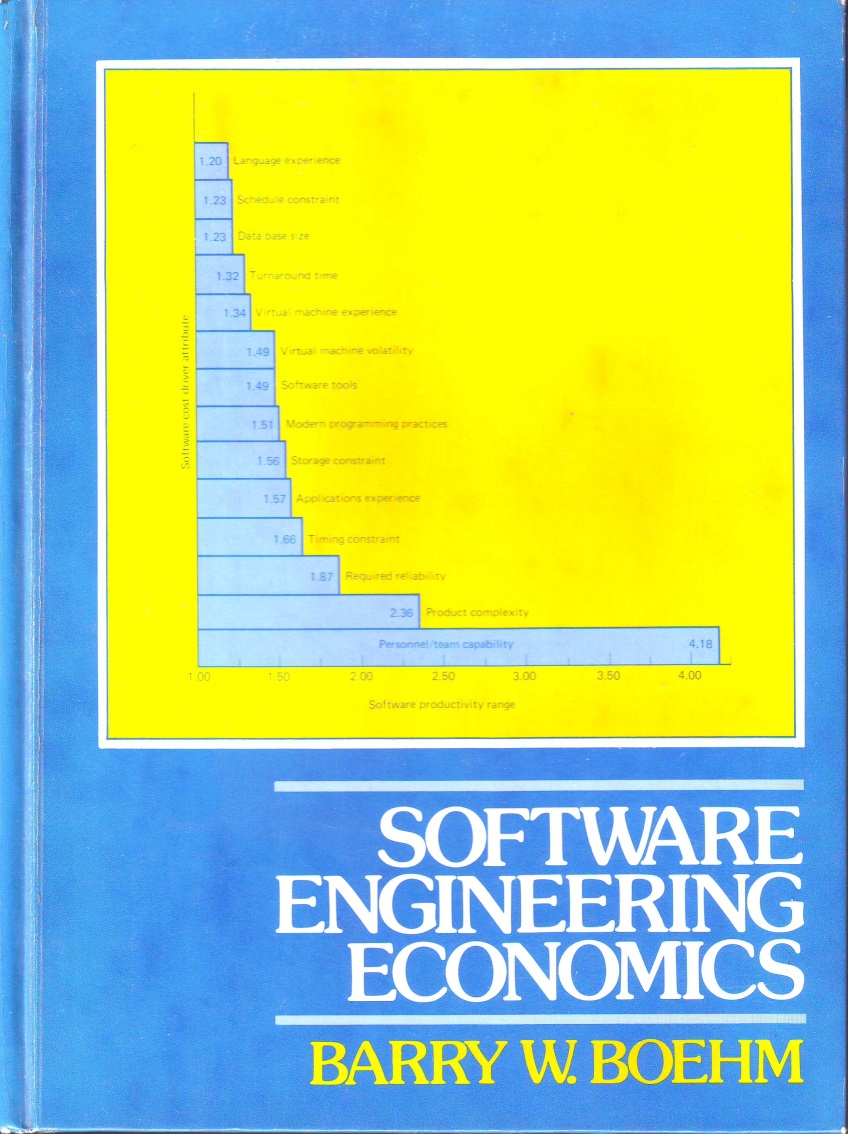 1.20 Language experience
1.23 Schedule constraint
1.23 Data base size
1.32 Turnaround time
1.34 Virtual machine experience
1.49 Virtual machine volatility
1.49 Software tools
1.51 Modern programming practices
1.56 Storage constraint
1.57 Applications experience
1.66 Timing constraint
1.87 Required reliability
2.36 Product complexity
Personnel/team capability 4.18
Software cost driver attribute
1.00 1.50 2.00 2.50 3.00 3.50 4.00
Software productivity range
SOFTWARE
ENGINEERING
ECONOMICS
BARRY W. BOEHM